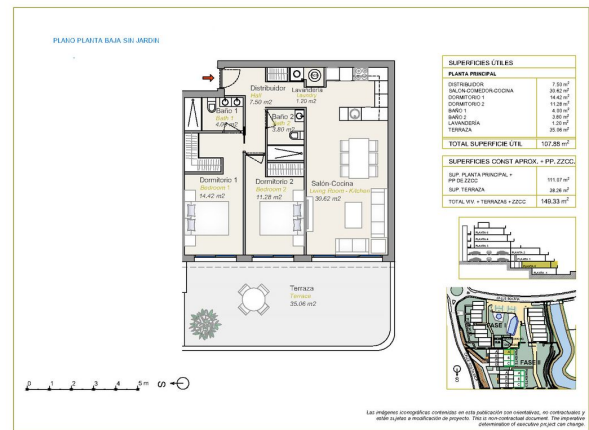 PLANO PLANTA BAJA SIN JARDIN
Distribuidor
Hall
7.50 m2
Lavandería
Laundry
1.20 m2
Baño 1
Bath 1
Baño 2
Bath 2
3.80 m2
Dormitorio 1
Bedroom 1
14.42 m2
Dormitorio 2
Bedroom 2
11.28 m2
Salón-Cocina
Living Room - Kitchen
30.62 m2
Terraza
Terrace
35.06 m2
0 1 2 3 4 5 m S
SUPERFICIES ÚTILES
PLANTA PRINCIPAL
DISTRIBUIDOR 7.50 m²
SALON-COMEDOR-COCINA 30.62 m²
DORMITORIO 1 14.42 m²
DORMITORIO 2 11.28 m²
BAÑO 1
BAÑO 2 3.80 m²
LAVANDERÍA 1.20 m²
TERRAZA 35.06 m²
TOTAL SUPERFICIE ÚTIL 107.88 m²
SUPERFICIES CONST APROX. + PP. ZZCC.
SUP. PLANTA PRINCIPAL + 111.07 m²
PP DE ZZCC
SUP. TERRAZA 38.26 m²
TOTAL VIV. + TERRAZAS + ZZCC 149.33 m²
FASE I
FASE II
S
Las imágenes iconográficas contenidas en esta publicación son orientativas, no contractuales y
están sujetas a modificación de proyecto. This is non-contractual document. The imperative
determination of executive project can change.